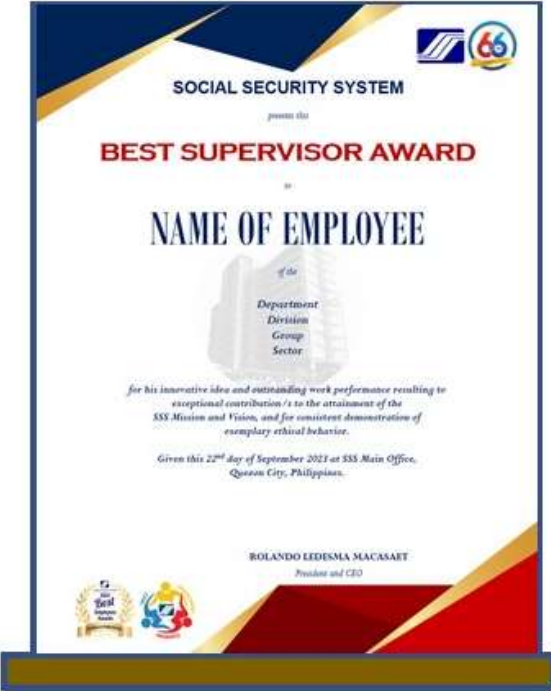 66
SOCIAL SECURITY SYSTEM
presents this
BEST SUPERVISOR AWARD
to
NAME OF EMPLOYEE
of the
Department
Division
Group
Sector
for his innovative idea and outstanding work performance resulting to
exceptional contribution/s to the attainment of the
SSS Mission and Vision, and for consistent demonstration of
exemplary ethical behavior.
Given this 22nd day of September 2023 at SSS Main Office,
Quezon City, Philippines.
ROLANDO LEDESMA MACASAET
President and CEO
Best